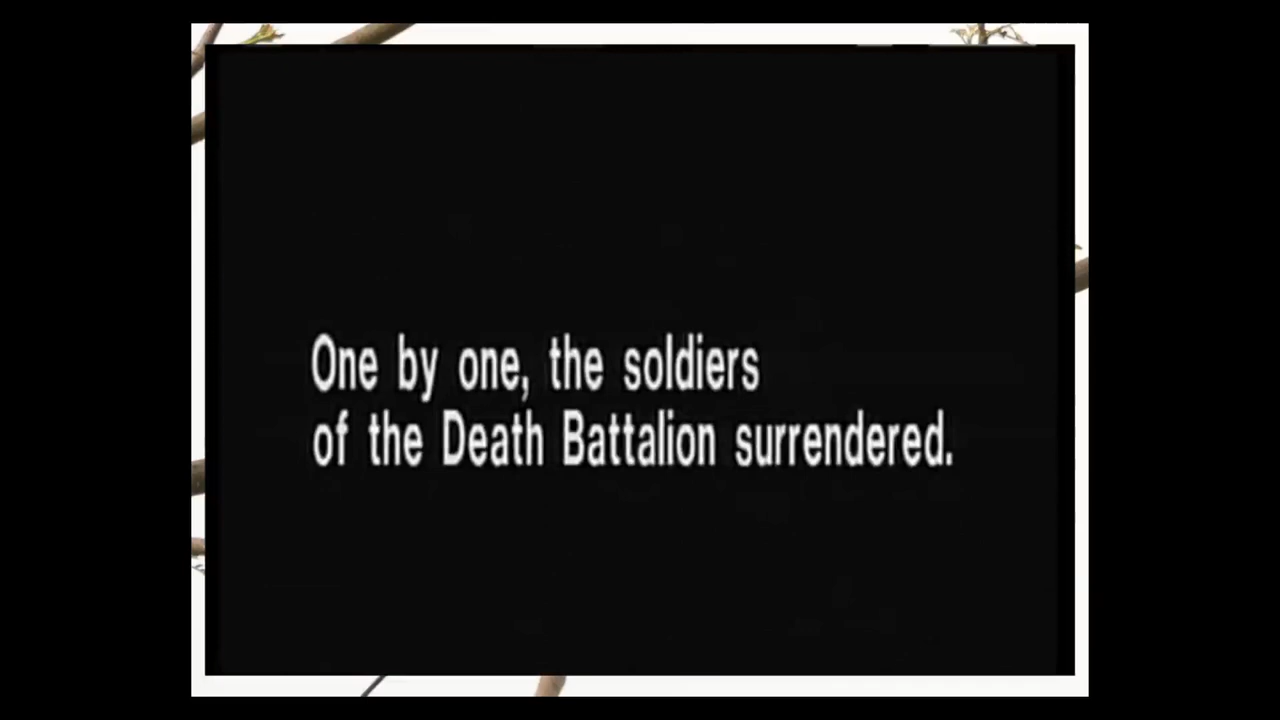 One by one, the soldiers
of the Death Battalion surrendered.